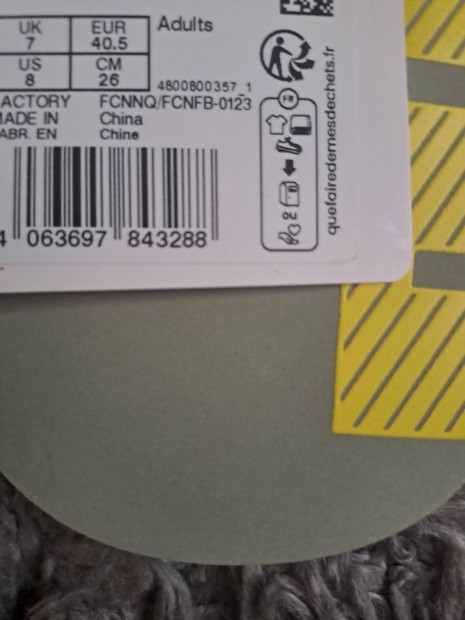 UK EUR Adults
7 40.5
US CM
8 26
4800800357_1
ACTORY FCNNQ/FCNFB-0123
MADE IN China
ABR. EN Chine
4 063697 843288
FR
OU
quefairedemesdechets.fr